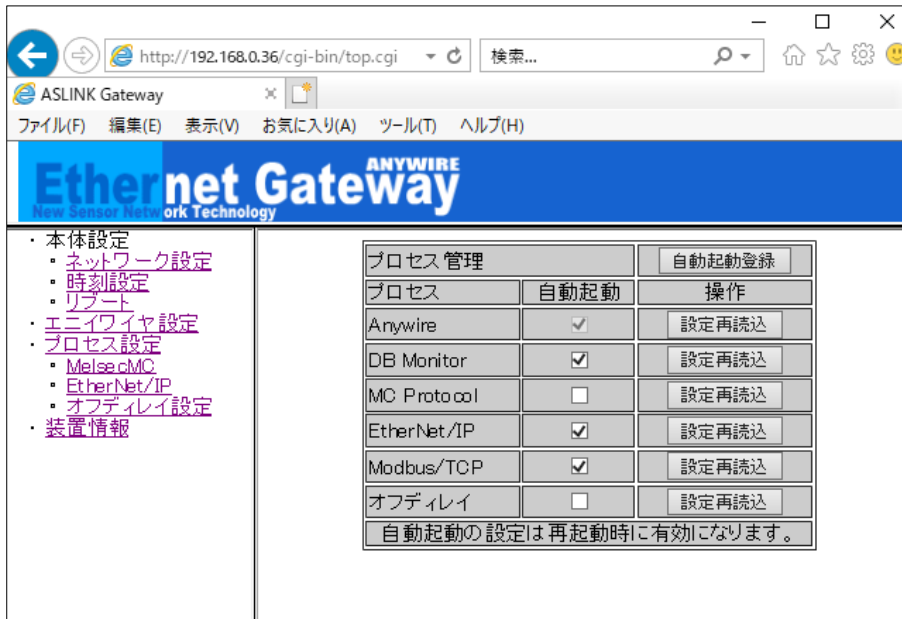 http://192.168.0.36/cgi-bin/top.cgi
検索...
ASLINK Gateway
ファイル(F) 編集(E) 表示(V) お気に入り(A) ツール(T) ヘルプ(H)
Ethernet Gateway
ANYWIRE
New Sensor Network Technology
・本体設定
ネットワーク設定
時刻設定
リブート
・エニイワイヤ設定
・プロセス設定
MelsecMC
EtherNet/IP
オフディレイ設定
・装置情報
プロセス管理 自動起動登録
プロセス 自動起動 操作
Anywire 設定再読込
DB Monitor 設定再読込
MC Protocol 設定再読込
EtherNet/IP 設定再読込
Modbus/TCP 設定再読込
オフディレイ 設定再読込
自動起動の設定は再起動時に有効になります。